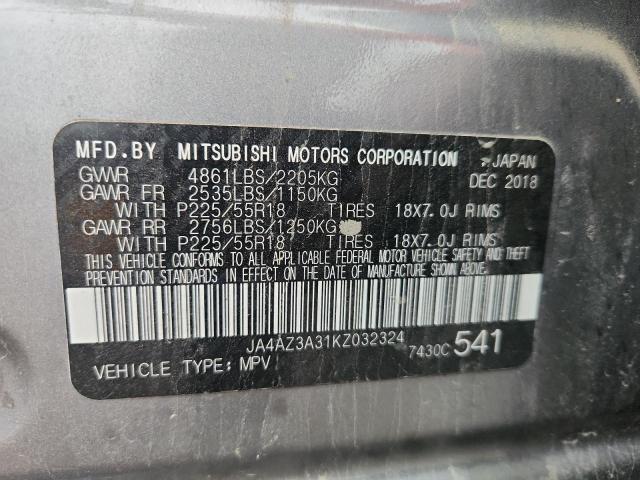 MFD.BY MITSUBISHI MOTORS CORPORATION JAPAN
GVWR 4861LBS/2205KG DEC 2018
GAWR FR 2535LBS/1150KG
WITH P225/55R18 TIRES 18X7.0J RIMS
GAWR RR 2756LBS/1250KG
WITH P225/55R18 TIRES 18X7.0J RIMS
THIS VEHICLE CONFORMS TO ALL APPLICABLE FEDERAL MOTOR VEHICLE SAFETY AND THEFT
PREVENTION STANDARDS IN EFFECT ON THE DATE OF MANUFACTURE SHOWN ABOVE.
JA4AZ3A31KZ032324
7430C 541
VEHICLE TYPE: MPV